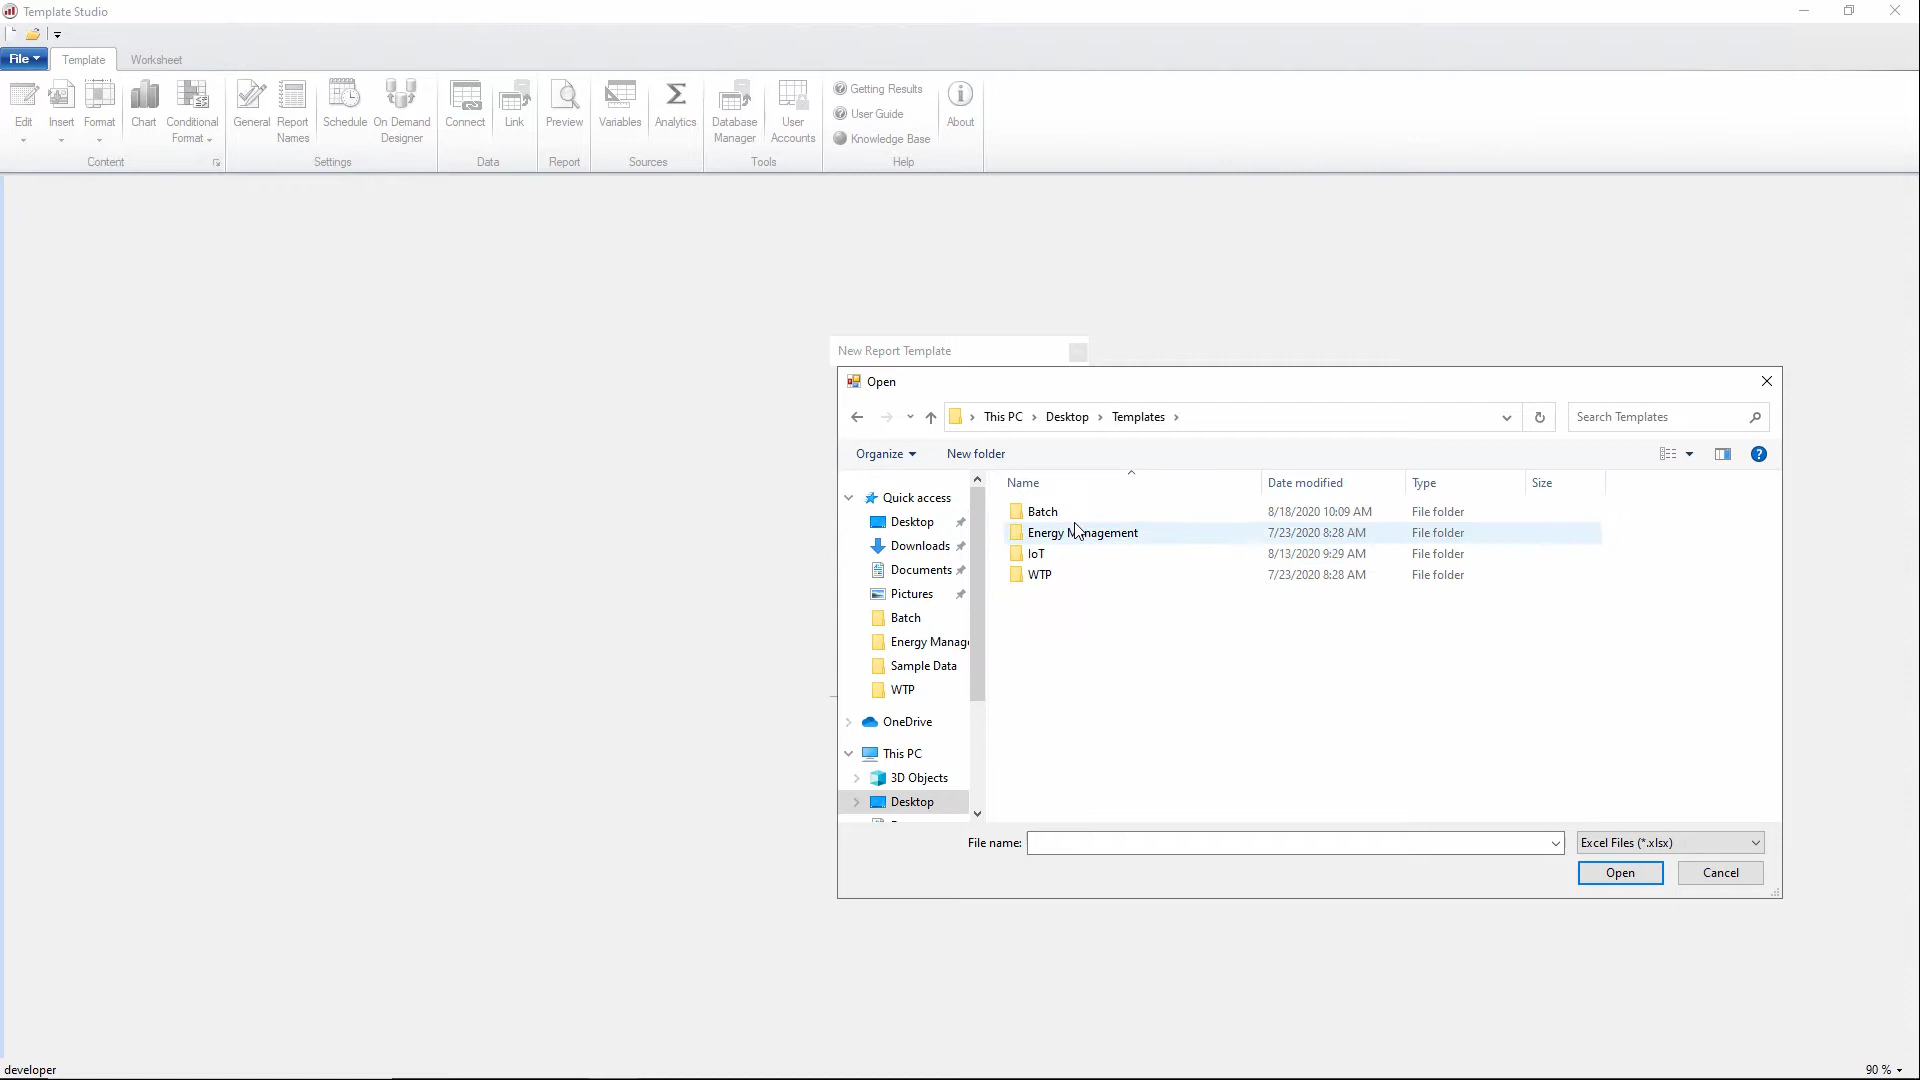 Template Studio
File
Template
Worksheet
Edit
Insert
Format
Chart
Conditional
Format
General
Report
Names
Schedule
On Demand
Designer
Connect
Link
Preview
Variables
Analytics
Database
Manager
User
Accounts
Getting Results
User Guide
Knowledge Base
About
Content
Settings
Data
Report
Sources
Tools
Help
New Report Template
Open
This PC
Desktop
Templates
Search Templates
Organize
New folder
Name
Date modified
Type
Size
Batch 8/18/2020 10:09 AM File folder
Energy Management 7/23/2020 8:28 AM File folder
IoT 8/13/2020 9:29 AM File folder
WTP 7/23/2020 8:28 AM File folder
Quick access
Desktop
Downloads
Documents
Pictures
Batch
Energy Manag
Sample Data
WTP
OneDrive
This PC
3D Objects
Desktop
File name:
Excel Files (*.xlsx)
Open
Cancel
developer
90 %